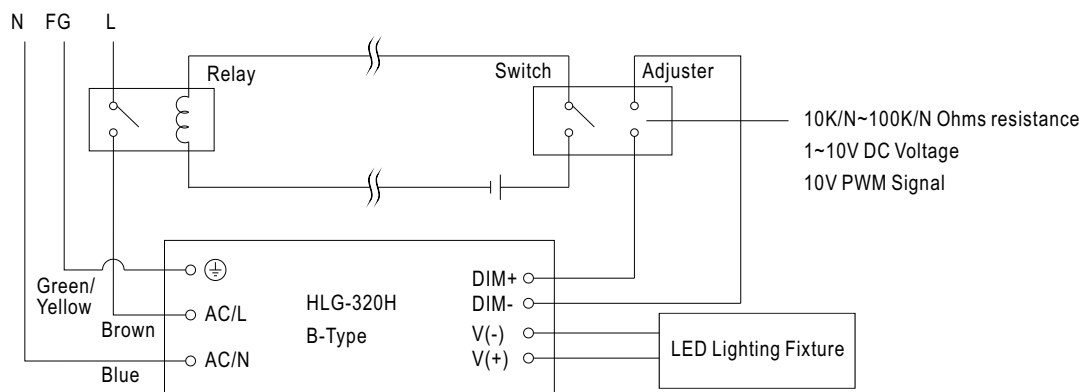 N FG L
Relay
Switch
Adjuster
10K/N~100K/N Ohms resistance
1~10V DC Voltage
10V PWM Signal
Green/
Yellow
Brown
AC/L
Blue
AC/N
HLG-320H
B-Type
DIM+
DIM-
V(-)
V(+)
LED Lighting Fixture